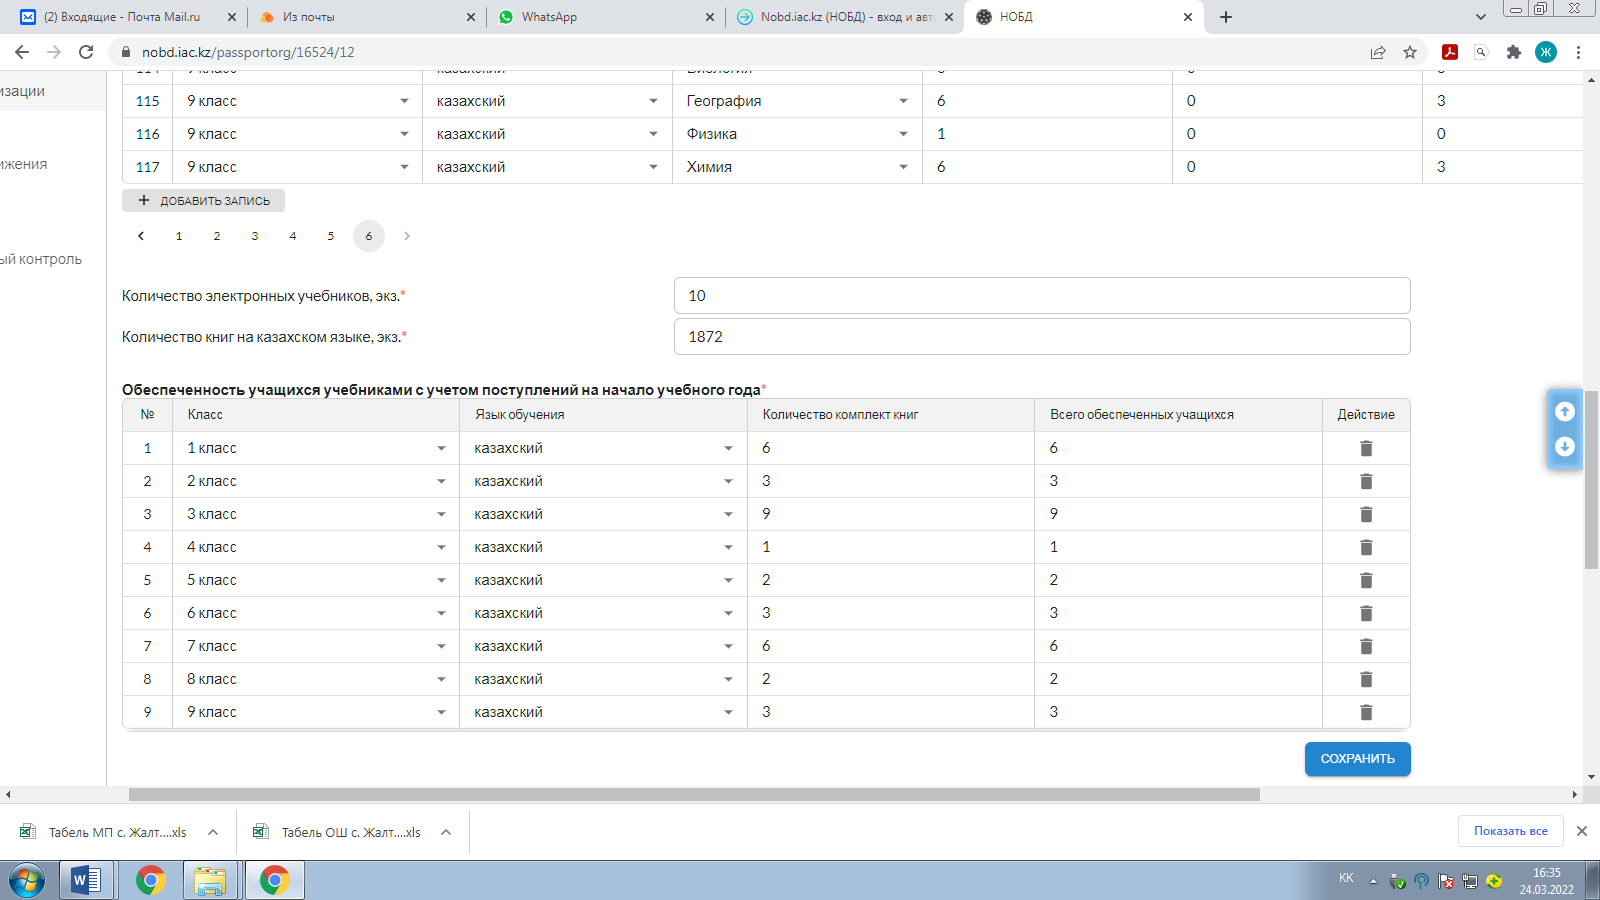 (2) Входящие - Почта Mail.ru
Из почты
WhatsApp
Nobd.iac.kz (НОБД) - вход и авт
НОБД
nobd.iac.kz/passportorg/16524/12
Ж
изации
115 9 класс казахский География 6 0 3
116 9 класс казахский Физика 1 0 0
ижения
117 9 класс казахский Химия 6 0 3
+ ДОБАВИТЬ ЗАПИСЬ
1 2 3 4 5 6
ый контроль
Количество электронных учебников, экз.* 10
Количество книг на казахском языке, экз.* 1872
Обеспеченность учащихся учебниками с учетом поступлений на начало учебного года*
№ Класс Язык обучения Количество комплект книг Всего обеспеченных учащихся Действие
1 1 класс казахский 6 6
2 2 класс казахский 3 3
3 3 класс казахский 9 9
4 4 класс казахский 1 1
5 5 класс казахский 2 2
6 6 класс казахский 3 3
7 7 класс казахский 6 6
8 8 класс казахский 2 2
9 9 класс казахский 3 3
СОХРАНИТЬ
Табель МП с. Жалт....xls
Табель ОШ с. Жалт....xls
Показать все
KK
16:35
24.03.2022